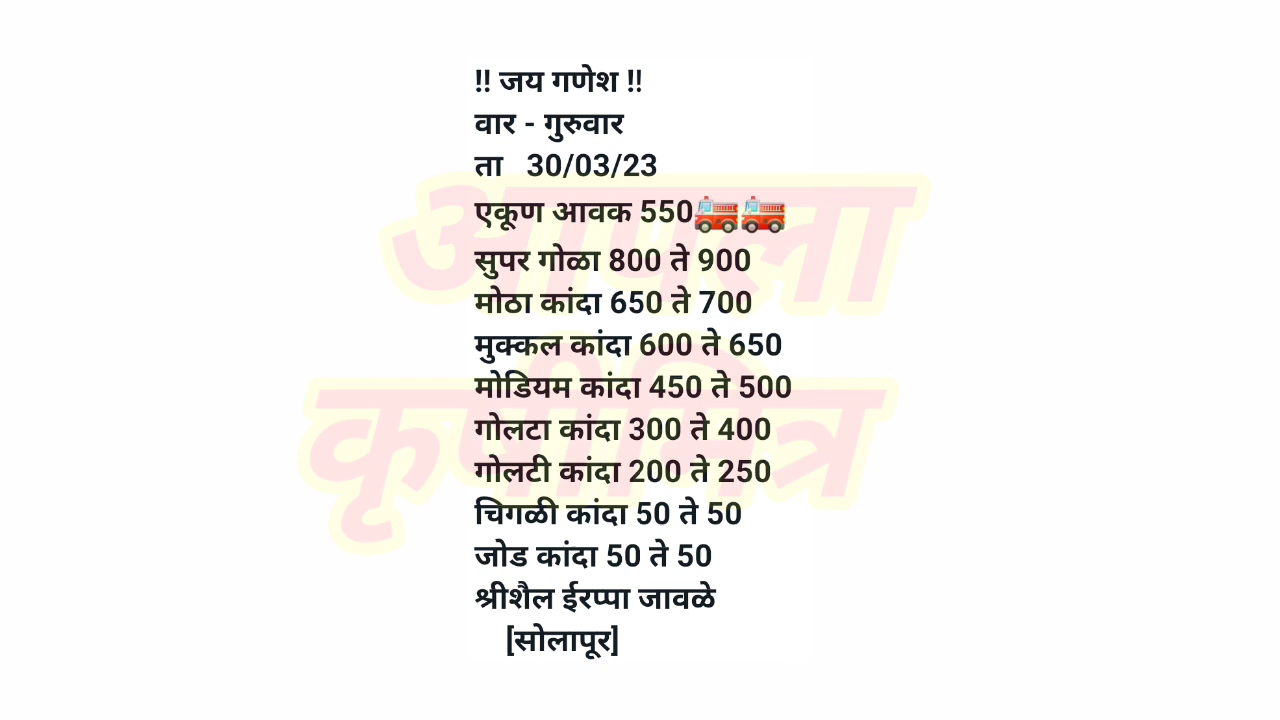 !! जय गणेश !!
वार - गुरुवार
ता 30/03/23
एकूण आवक 550🚒🚒
सुपर गोळा 800 ते 900
मोठा कांदा 650 ते 700
मुक्कल कांदा 600 ते 650
मोडियम कांदा 450 ते 500
गोलटा कांदा 300 ते 400
गोलटी कांदा 200 ते 250
चिगळी कांदा 50 ते 50
जोड कांदा 50 ते 50
श्रीशैल ईरप्पा जावळे
[सोलापूर]
आपला
कृषीमित्र